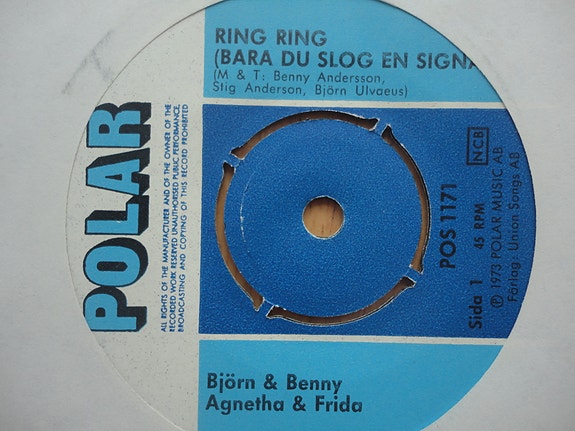 RING RING
(BARA DU SLOG EN SIGNA
(M & T: Benny Andersson,
Stig Anderson, Björn Ulvaeus)
POLAR
ALL RIGHTS OF THE MANUFACTURER AND OF THE OWNER OF THE
RECORDED WORK RESERVED UNAUTHORISED PUBLIC PERFORMANCE,
BROADCASTING AND COPYING OF THIS RECORD PROHIBITED
NCB
POS 1171
Sida 1 45 RPM
Ⓟ 1973 POLAR MUSIC AB
Förlag: Union Songs AB
Björn & Benny
Agnetha & Frida